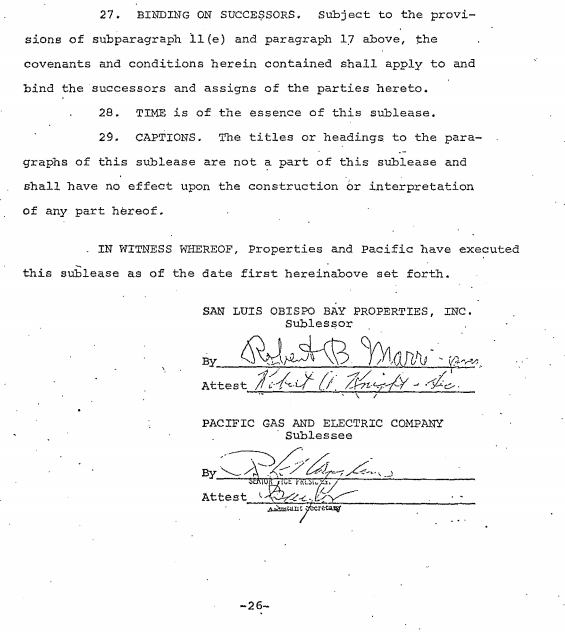 27. BINDING ON SUCCESSORS. Subject to the provi-
sions of subparagraph 11(e) and paragraph 17 above, the
covenants and conditions herein contained shall apply to and
bind the successors and assigns of the parties hereto.
28. TIME is of the essence of this sublease.
29. CAPTIONS. The titles or headings to the para-
graphs of this sublease are not a part of this sublease and
shall have no effect upon the construction or interpretation
of any part hereof.
IN WITNESS WHEREOF, Properties and Pacific have executed
this sublease as of the date first hereinabove set forth.
SAN LUIS OBISPO BAY PROPERTIES, INC.
Sublessor
By Robert B. Marre - pres.
Attest Robert A. Knight - Sec.
PACIFIC GAS AND ELECTRIC COMPANY
Sublessee
By
SENIOR VICE PRESIDENT
Attest
Assistant Secretary
-26-